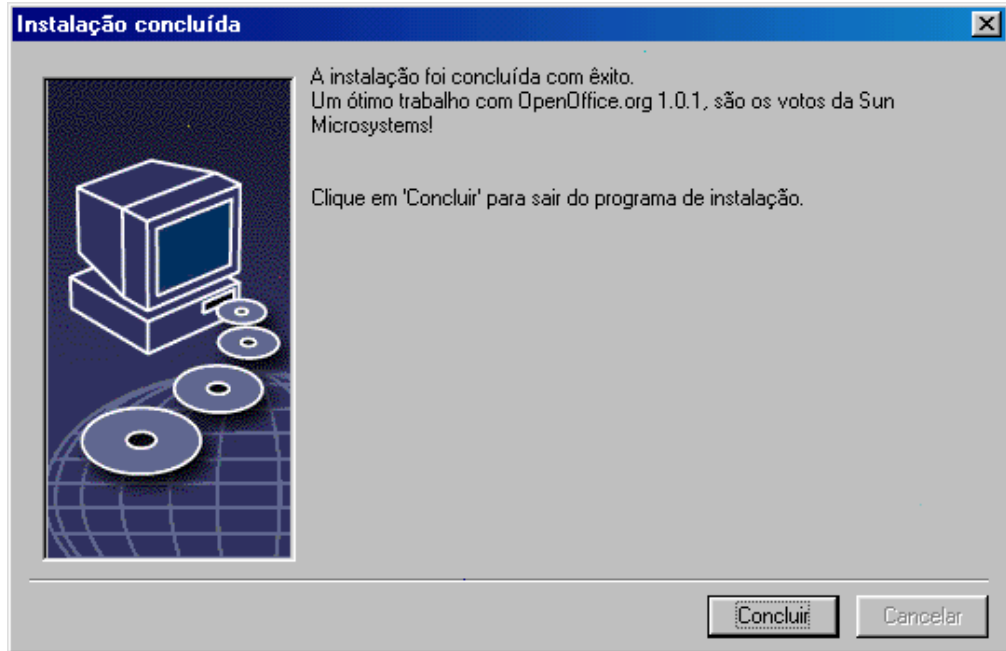 Instalação concluída
A instalação foi concluída com êxito.
Um ótimo trabalho com OpenOffice.org 1.0.1, são os votos da Sun
Microsystems!
Clique em 'Concluir' para sair do programa de instalação.
Concluir
Cancelar